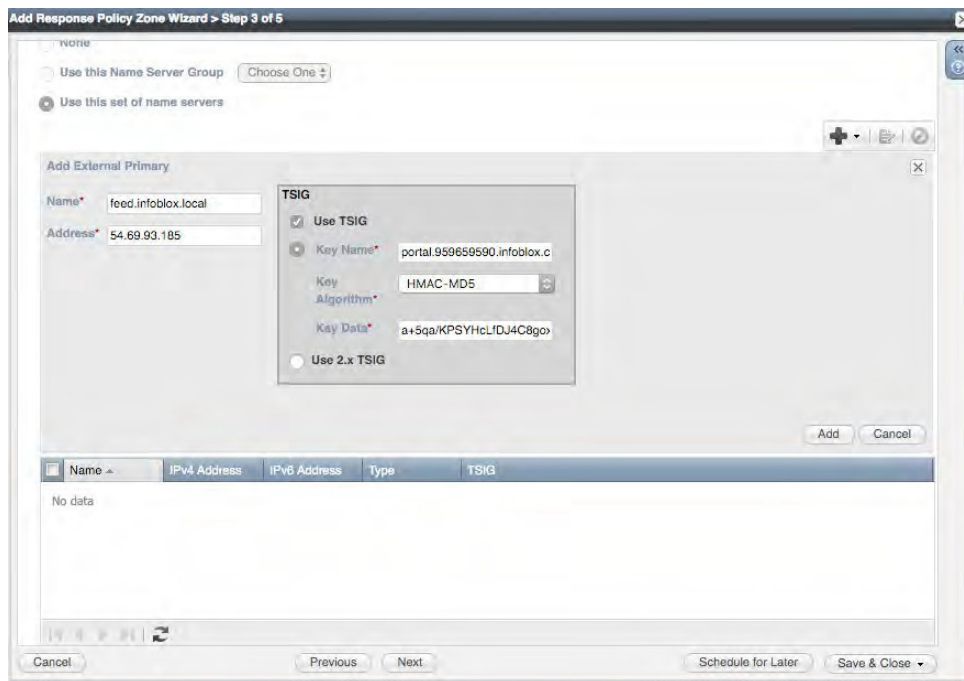 Add Response Policy Zone Wizard > Step 3 of 5
None
Use this Name Server Group Choose One
Use this set of name servers
Add External Primary
Name* feed.infoblox.local
Address* 54.69.93.185
TSIG
Use TSIG
Key Name* portal.959659590.infoblox.c
Key Algorithm* HMAC-MD5
Key Data* a+5qa/KPSYHcLfDJ4C8go
Use 2.x TSIG
Add Cancel
Name IPv4 Address IPv6 Address Type TSIG
No data
Cancel Previous Next Schedule for Later Save & Close